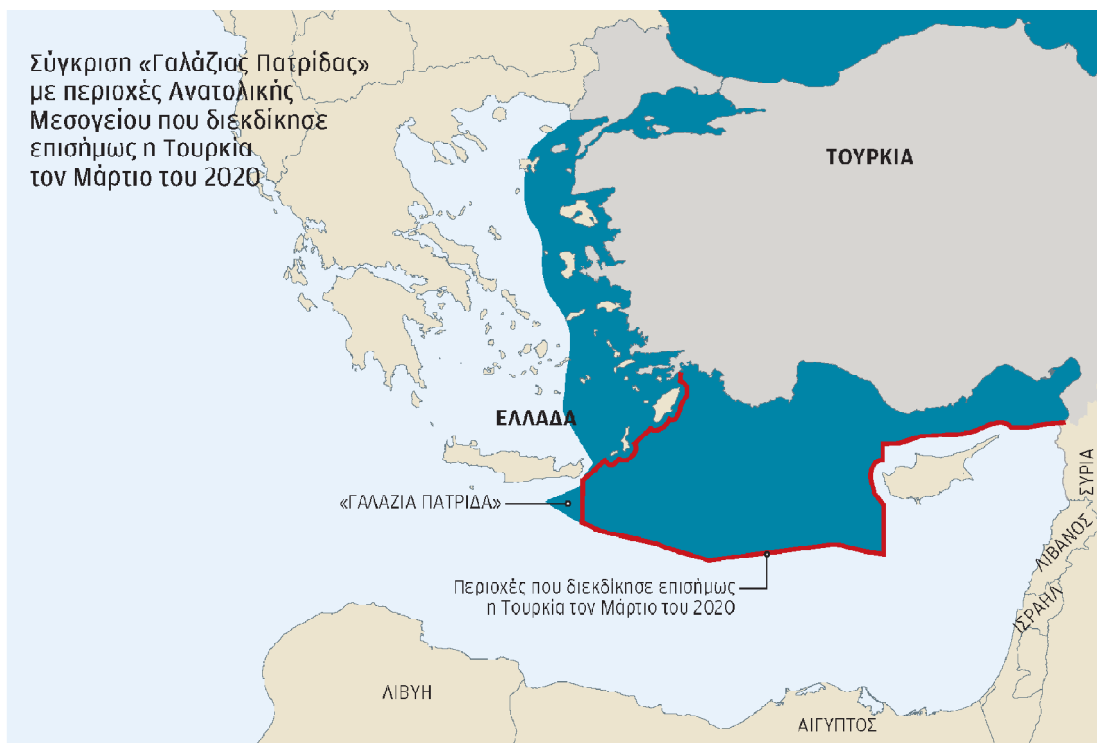 Σύγκριση «Γαλάζιας Πατρίδας»
με περιοχές Ανατολικής
Μεσογείου που διεκδίκησε
επισήμως η Τουρκία
τον Μάρτιο του 2020
ΤΟΥΡΚΙΑ
ΕΛΛΑΔΑ
«ΓΑΛΑΖΙΑ ΠΑΤΡΙΔΑ»
ΣΥΡΙΑ
ΛΙΒΑΝΟΣ
ΙΣΡΑΗΛ
Περιοχές που διεκδίκησε επισήμως
η Τουρκία τον Μάρτιο του 2020
ΛΙΒΥΗ
ΑΙΓΥΠΤΟΣ